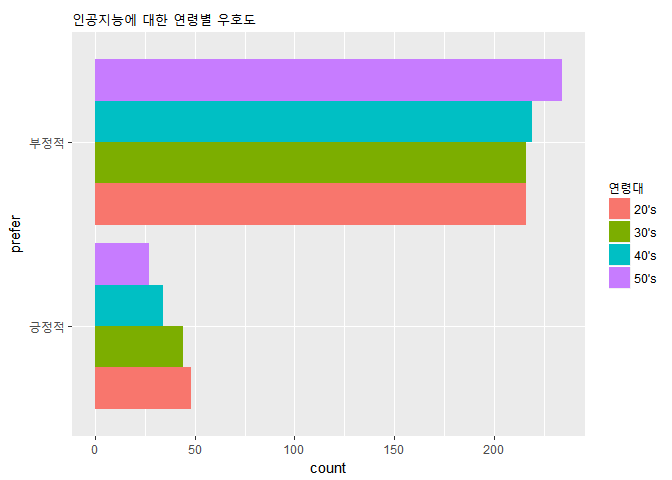 인공지능에 대한 연령별 우호도
부정적
긍정적
prefer
0
50
100
150
200
count
연령대
20's
30's
40's
50's